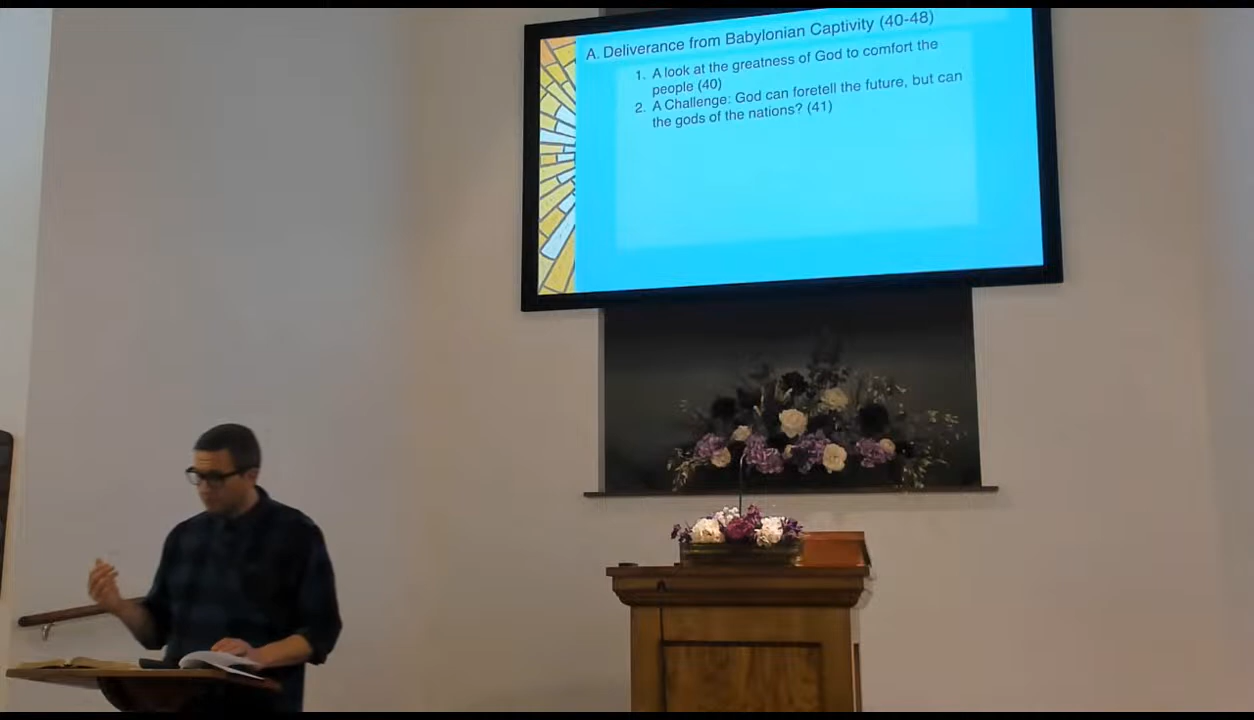 A. Deliverance from Babylonian Captivity (40-48)
1. A look at the greatness of God to comfort the
people (40)
2. A Challenge: God can foretell the future, but can
the gods of the nations? (41)